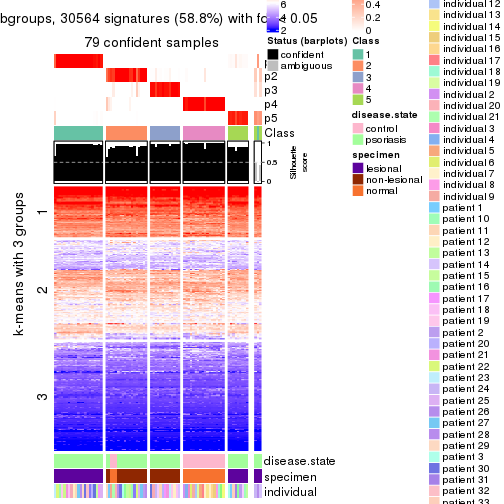 bgroups, 30564 signatures (58.8%) with fdr < 0.05
79 confident samples
p2
p3
p4
p5
Class
1
0.5
0
Silhouette
score
k-means with 3 groups
1
2
3
disease.state
specimen
individual
6
4
2
Status (barplots)
confident
ambiguous
0.4
0.2
0
Class
1
2
3
4
5
disease.state
control
psoriasis
specimen
lesional
non-lesional
normal
individual 12
individual 13
individual 14
individual 15
individual 16
individual 17
individual 18
individual 19
individual 2
individual 20
individual 21
individual 3
individual 4
individual 5
individual 6
individual 7
individual 8
individual 9
patient 1
patient 10
patient 11
patient 12
patient 13
patient 14
patient 15
patient 16
patient 17
patient 18
patient 19
patient 2
patient 20
patient 21
patient 22
patient 23
patient 24
patient 25
patient 26
patient 27
patient 28
patient 29
patient 3
patient 30
patient 31
patient 32
patient 33